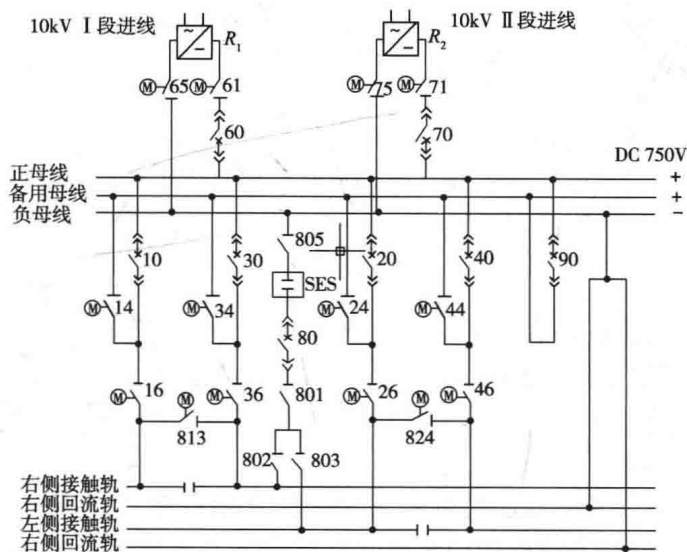 10kV Ⅰ段进线
R1
10kV Ⅱ段进线
R2
M 65
M 61
M 75
M 71
60
70
DC 750V
正母线
+
备用母线
+
负母线
−
10
30
805
20
40
90
SES
M 14
M 34
M 24
M 44
80
M 16
M 36
801
M 26
M 46
M
813
M
824
802
803
右侧接触轨
右侧回流轨
左侧接触轨
右侧回流轨